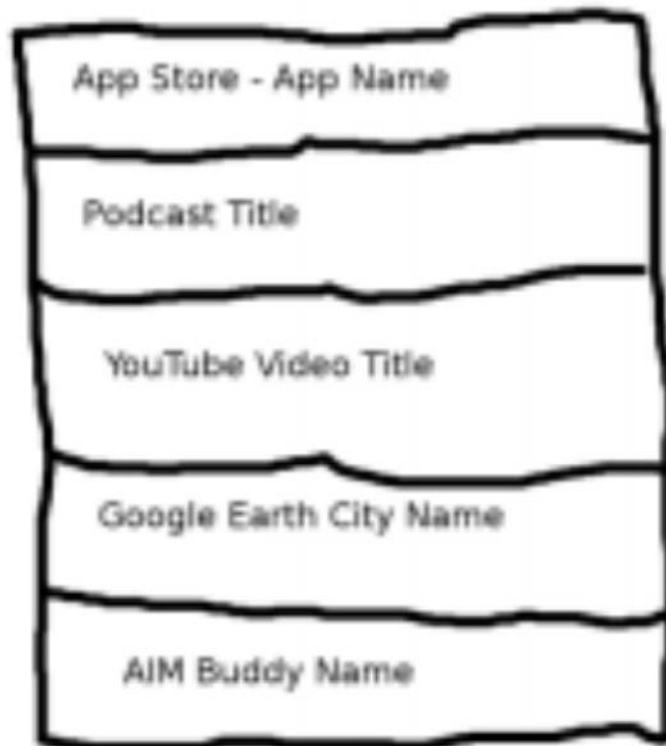 App Store - App Name
Podcast Title
YouTube Video Title
Google Earth City Name
AIM Buddy Name